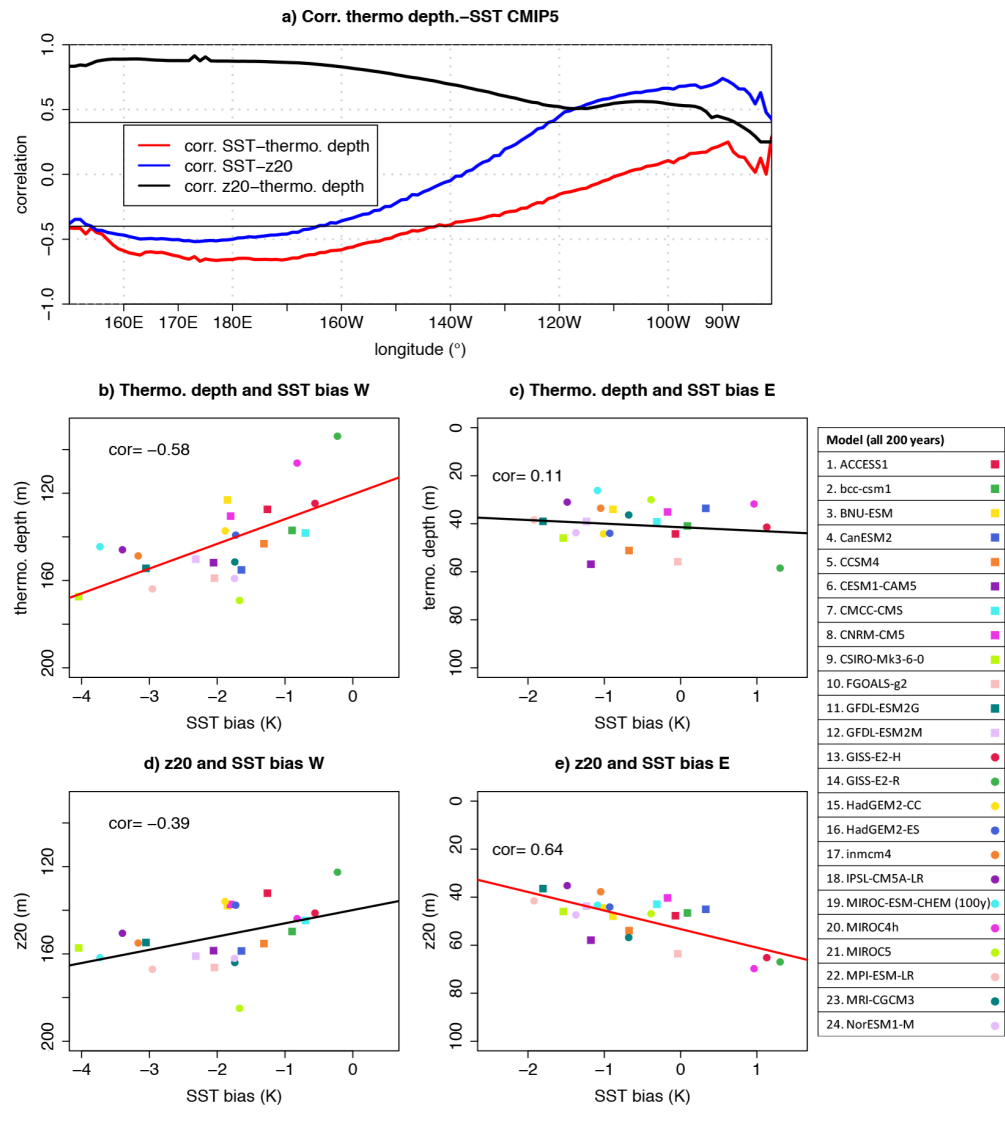 a) Corr. thermo depth.−SST CMIP5
1.0
0.5
0.0
−0.5
−1.0
correlation
corr. SST−thermo. depth
corr. SST−z20
corr. z20−thermo. depth
160E 170E 180E 160W 140W 120W 100W 90W
longitude (°)
b) Thermo. depth and SST bias W
cor= −0.58
120
160
200
thermo. depth (m)
−4 −3 −2 −1 0
SST bias (K)
c) Thermo. depth and SST bias E
cor= 0.11
0
20
40
60
80
100
termo. depth (m)
−2 −1 0 1
SST bias (K)
d) z20 and SST bias W
cor= −0.39
120
160
200
z20 (m)
−4 −3 −2 −1 0
SST bias (K)
e) z20 and SST bias E
cor= 0.64
0
20
40
60
80
100
z20 (m)
−2 −1 0 1
SST bias (K)
Model (all 200 years)
1. ACCESS1
2. bcc-csm1
3. BNU-ESM
4. CanESM2
5. CCSM4
6. CESM1-CAM5
7. CMCC-CMS
8. CNRM-CM5
9. CSIRO-Mk3-6-0
10. FGOALS-g2
11. GFDL-ESM2G
12. GFDL-ESM2M
13. GISS-E2-H
14. GISS-E2-R
15. HadGEM2-CC
16. HadGEM2-ES
17. inmcm4
18. IPSL-CM5A-LR
19. MIROC-ESM-CHEM (100y)
20. MIROC4h
21. MIROC5
22. MPI-ESM-LR
23. MRI-CGCM3
24. NorESM1-M